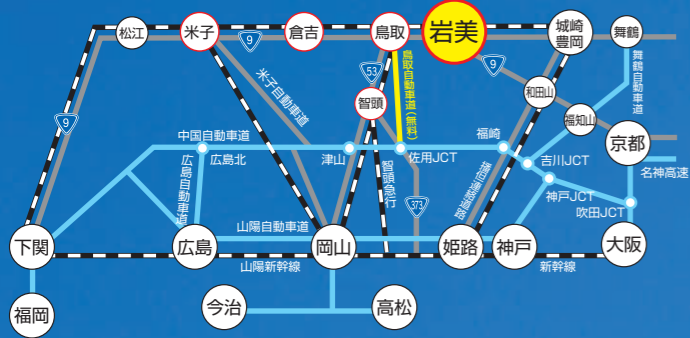 松江
米子
9
倉吉
鳥取
岩美
城崎
豊岡
舞鶴
9
53
鳥取自動車道(無料)
9
舞鶴自動車道
米子自動車道
智頭
和田山
福知山
京都
中国自動車道
広島北
津山
佐用JCT
福崎
吉川JCT
名神高速
広島自動車道
智頭急行
373
播但連絡道路
神戸JCT
吹田JCT
山陽自動車道
下関
広島
岡山
姫路
神戸
大阪
山陽新幹線
新幹線
福岡
今治
高松